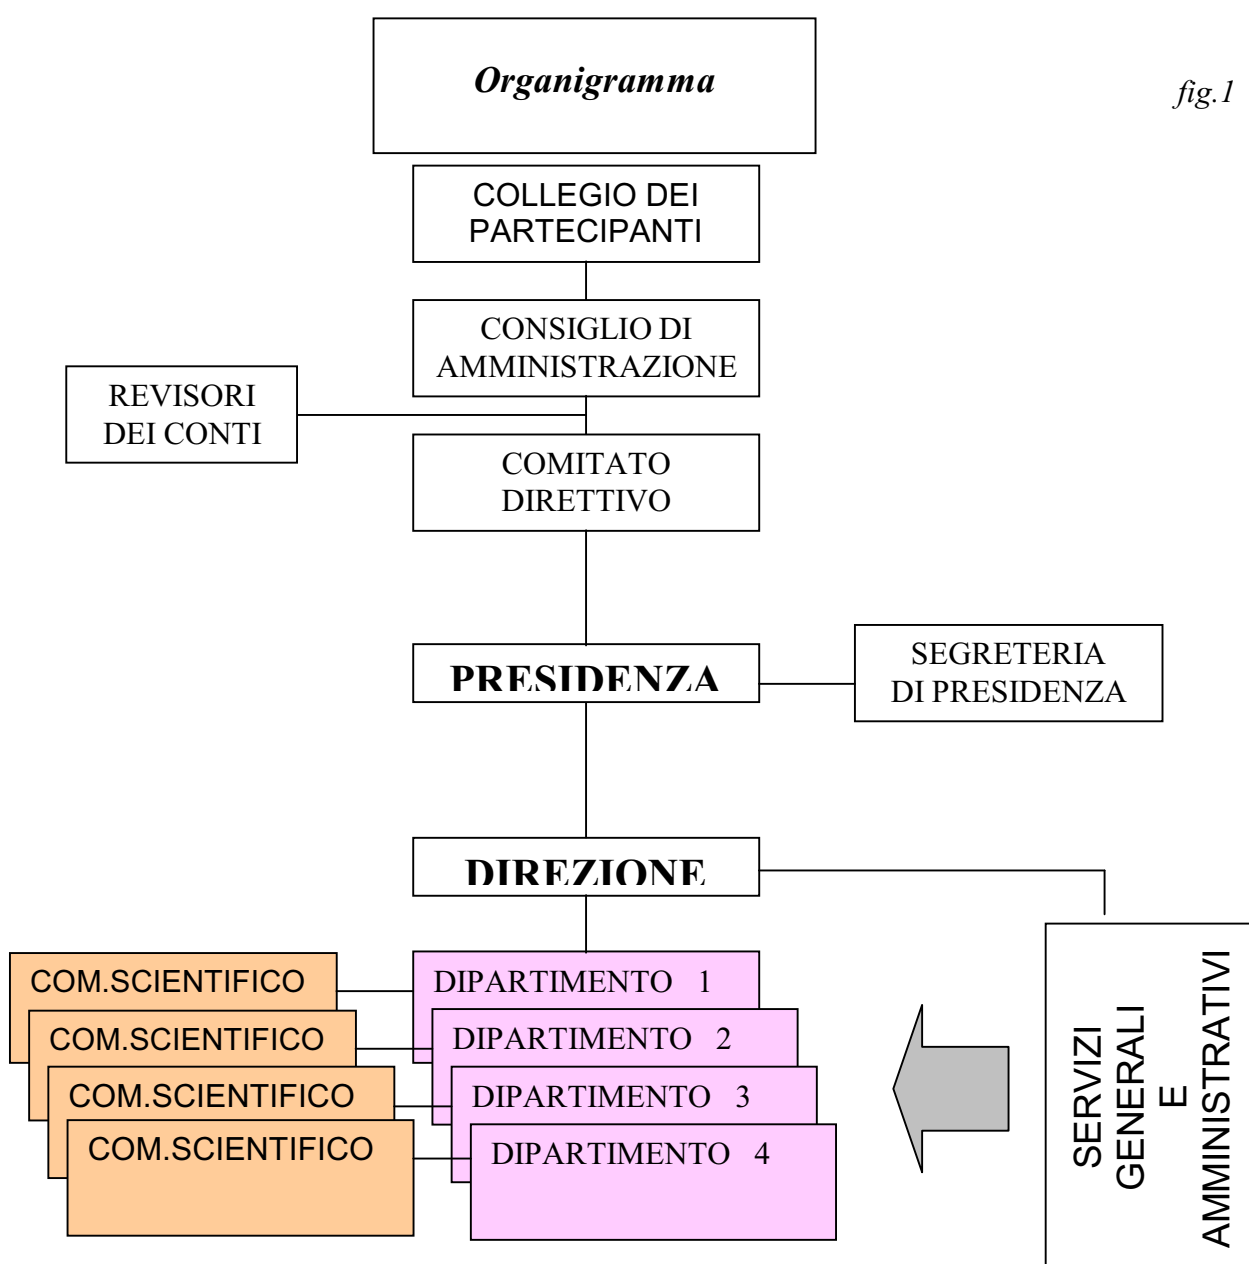 Organigramma
fig.1
COLLEGIO DEI
PARTECIPANTI
CONSIGLIO DI
AMMINISTRAZIONE
REVISORI
DEI CONTI
COMITATO
DIRETTIVO
PRESIDENZA
SEGRETERIA
DI PRESIDENZA
DIREZIONE
COM.SCIENTIFICO
DIPARTIMENTO 1
COM.SCIENTIFICO
DIPARTIMENTO 2
COM.SCIENTIFICO
DIPARTIMENTO 3
COM.SCIENTIFICO
DIPARTIMENTO 4
SERVIZI
GENERALI
E
AMMINISTRATIVI